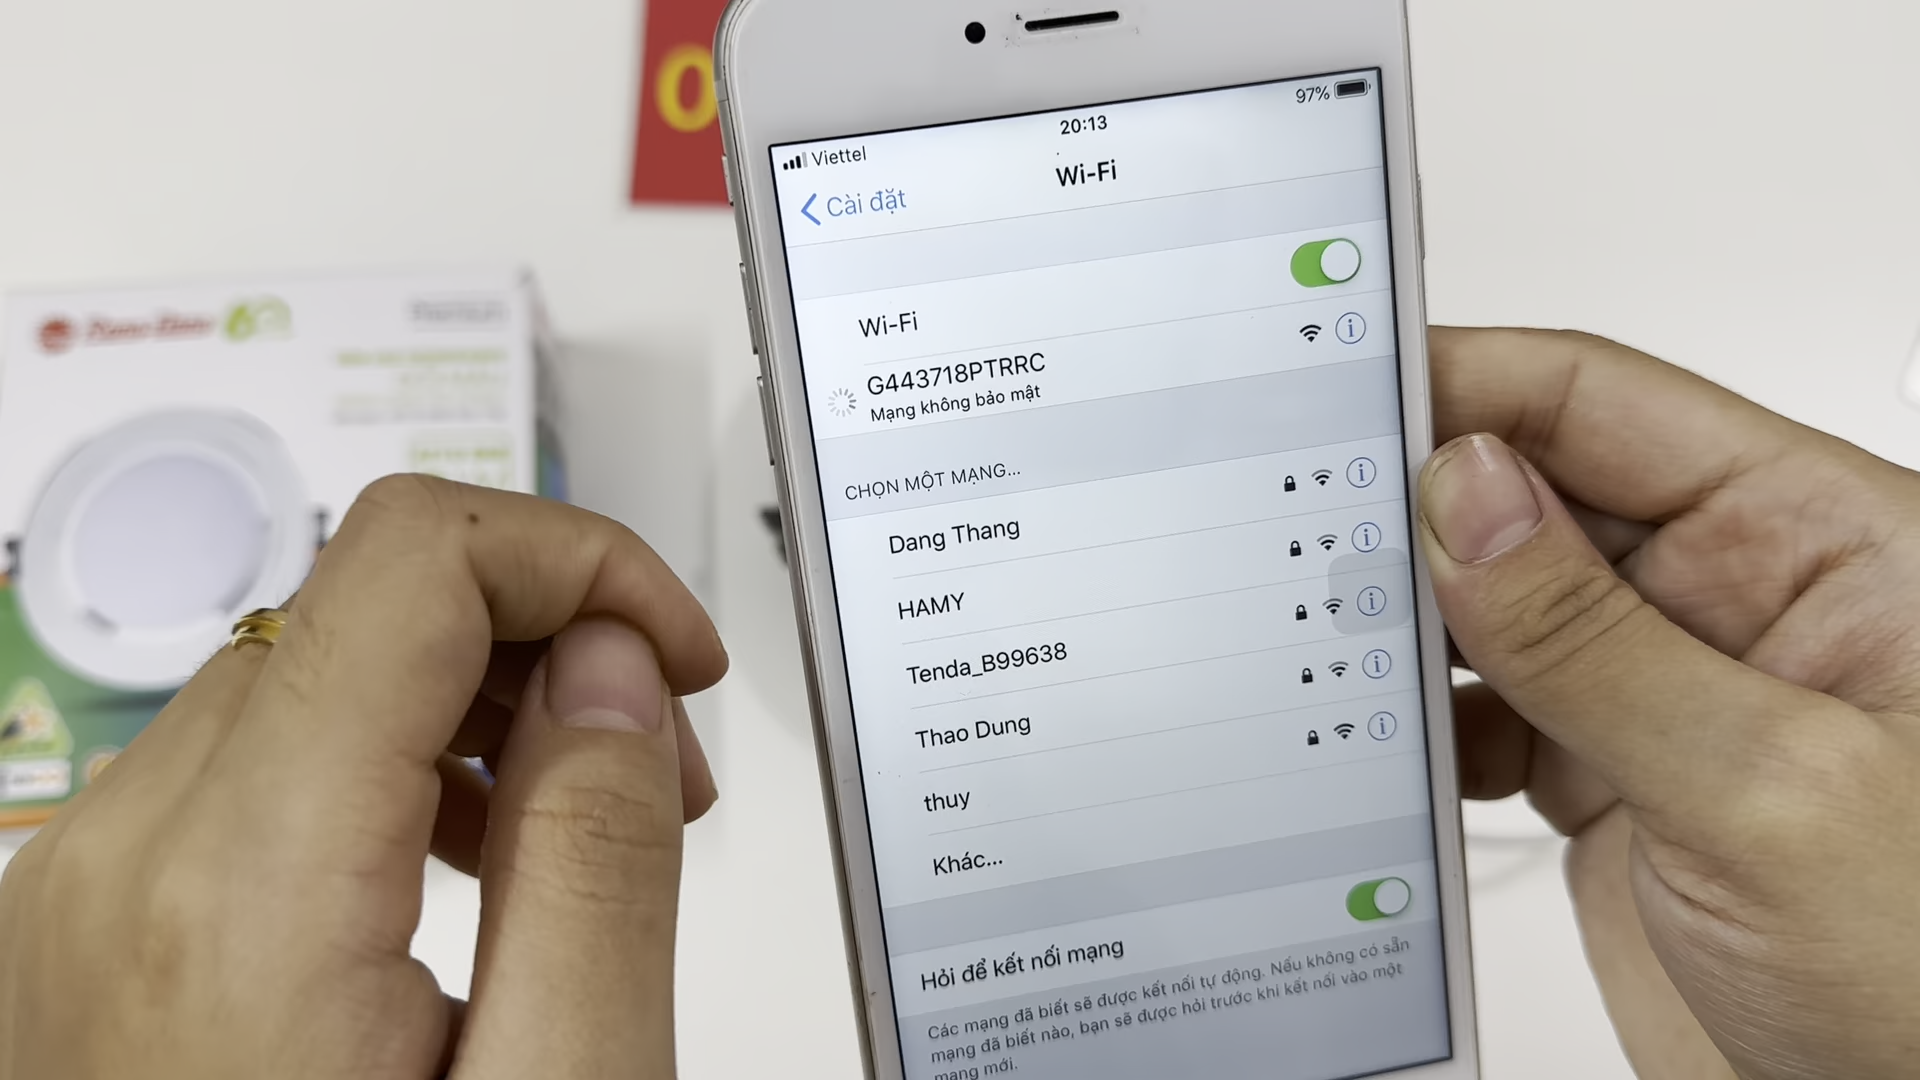 97%
20:13
Viettel
Cài đặt
Wi-Fi
Wi-Fi
G443718PTRRC
Mạng không bảo mật
CHỌN MỘT MẠNG...
Dang Thang
HAMY
Tenda_B99638
Thao Dung
thuy
Khác...
Hỏi để kết nối mạng
Các mạng đã biết sẽ được kết nối tự động. Nếu không có sẵn
mạng đã biết nào, bạn sẽ được hỏi trước khi kết nối vào một
mạng mới.
0
Premium